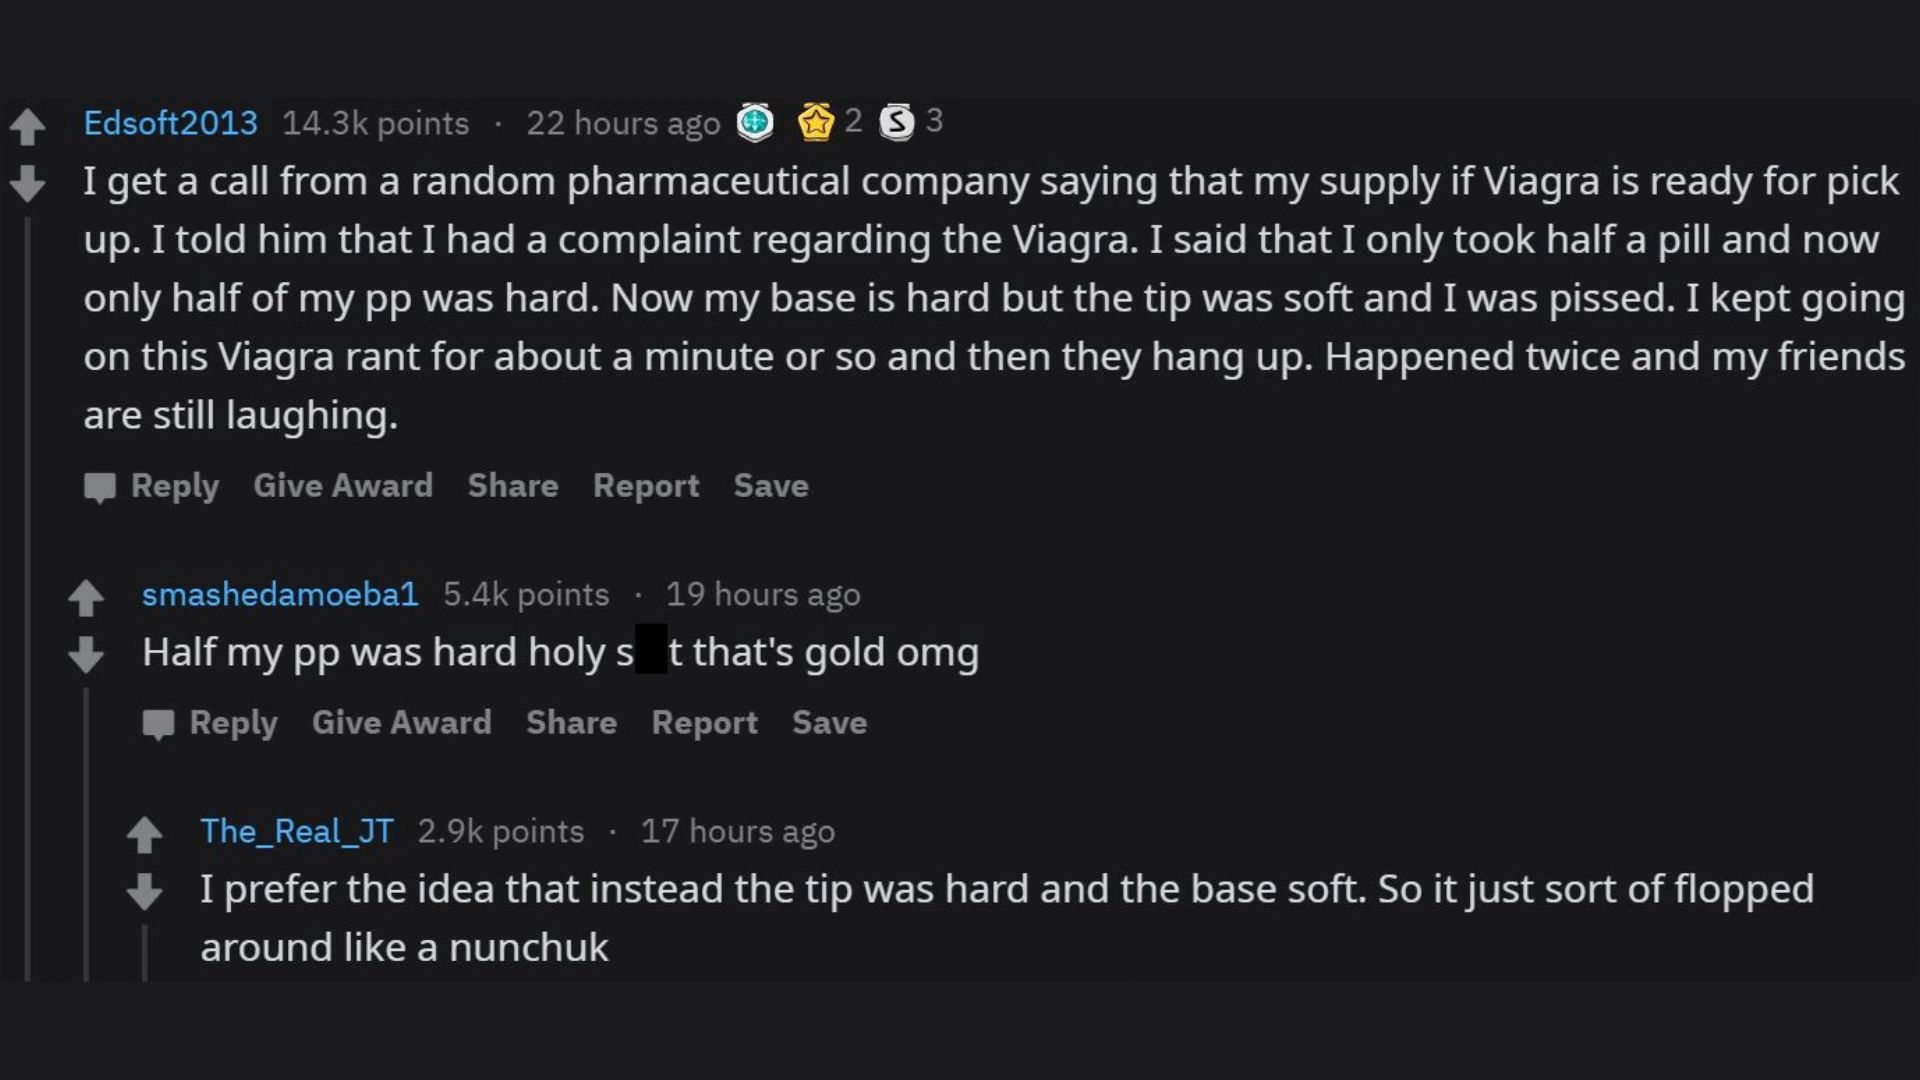 Edsoft2013 14.3k points · 22 hours ago 2 S 3
I get a call from a random pharmaceutical company saying that my supply if Viagra is ready for pick
up. I told him that I had a complaint regarding the Viagra. I said that I only took half a pill and now
only half of my pp was hard. Now my base is hard but the tip was soft and I was pissed. I kept going
on this Viagra rant for about a minute or so and then they hang up. Happened twice and my friends
are still laughing.
Reply Give Award Share Report Save
smashedamoeba1 5.4k points · 19 hours ago
Half my pp was hard holy s t that's gold omg
Reply Give Award Share Report Save
The_Real_JT 2.9k points · 17 hours ago
I prefer the idea that instead the tip was hard and the base soft. So it just sort of flopped
around like a nunchuk